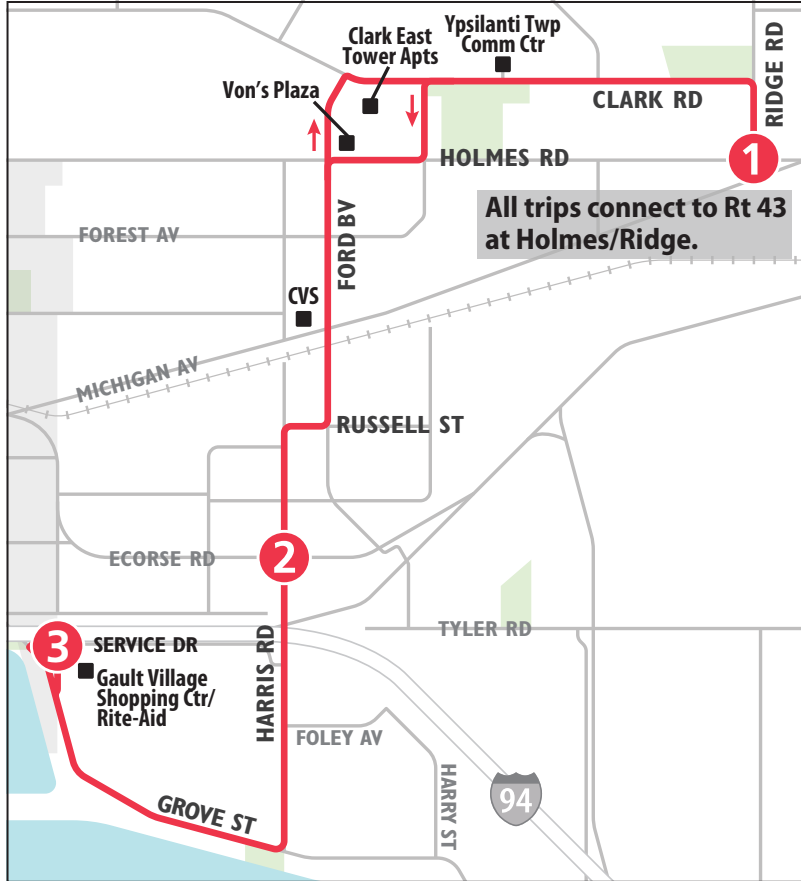 Ypsilanti Twp
Comm Ctr
Clark East
Tower Apts
Von's Plaza
RIDGE RD
CLARK RD
1
HOLMES RD
All trips connect to Rt 43
at Holmes/Ridge.
FORD BV
FOREST AV
CVS
MICHIGAN AV
RUSSELL ST
2
ECORSE RD
3
SERVICE DR
TYLER RD
HARRIS RD
Gault Village
Shopping Ctr/
Rite-Aid
FOLEY AV
HARRY ST
94
GROVE ST